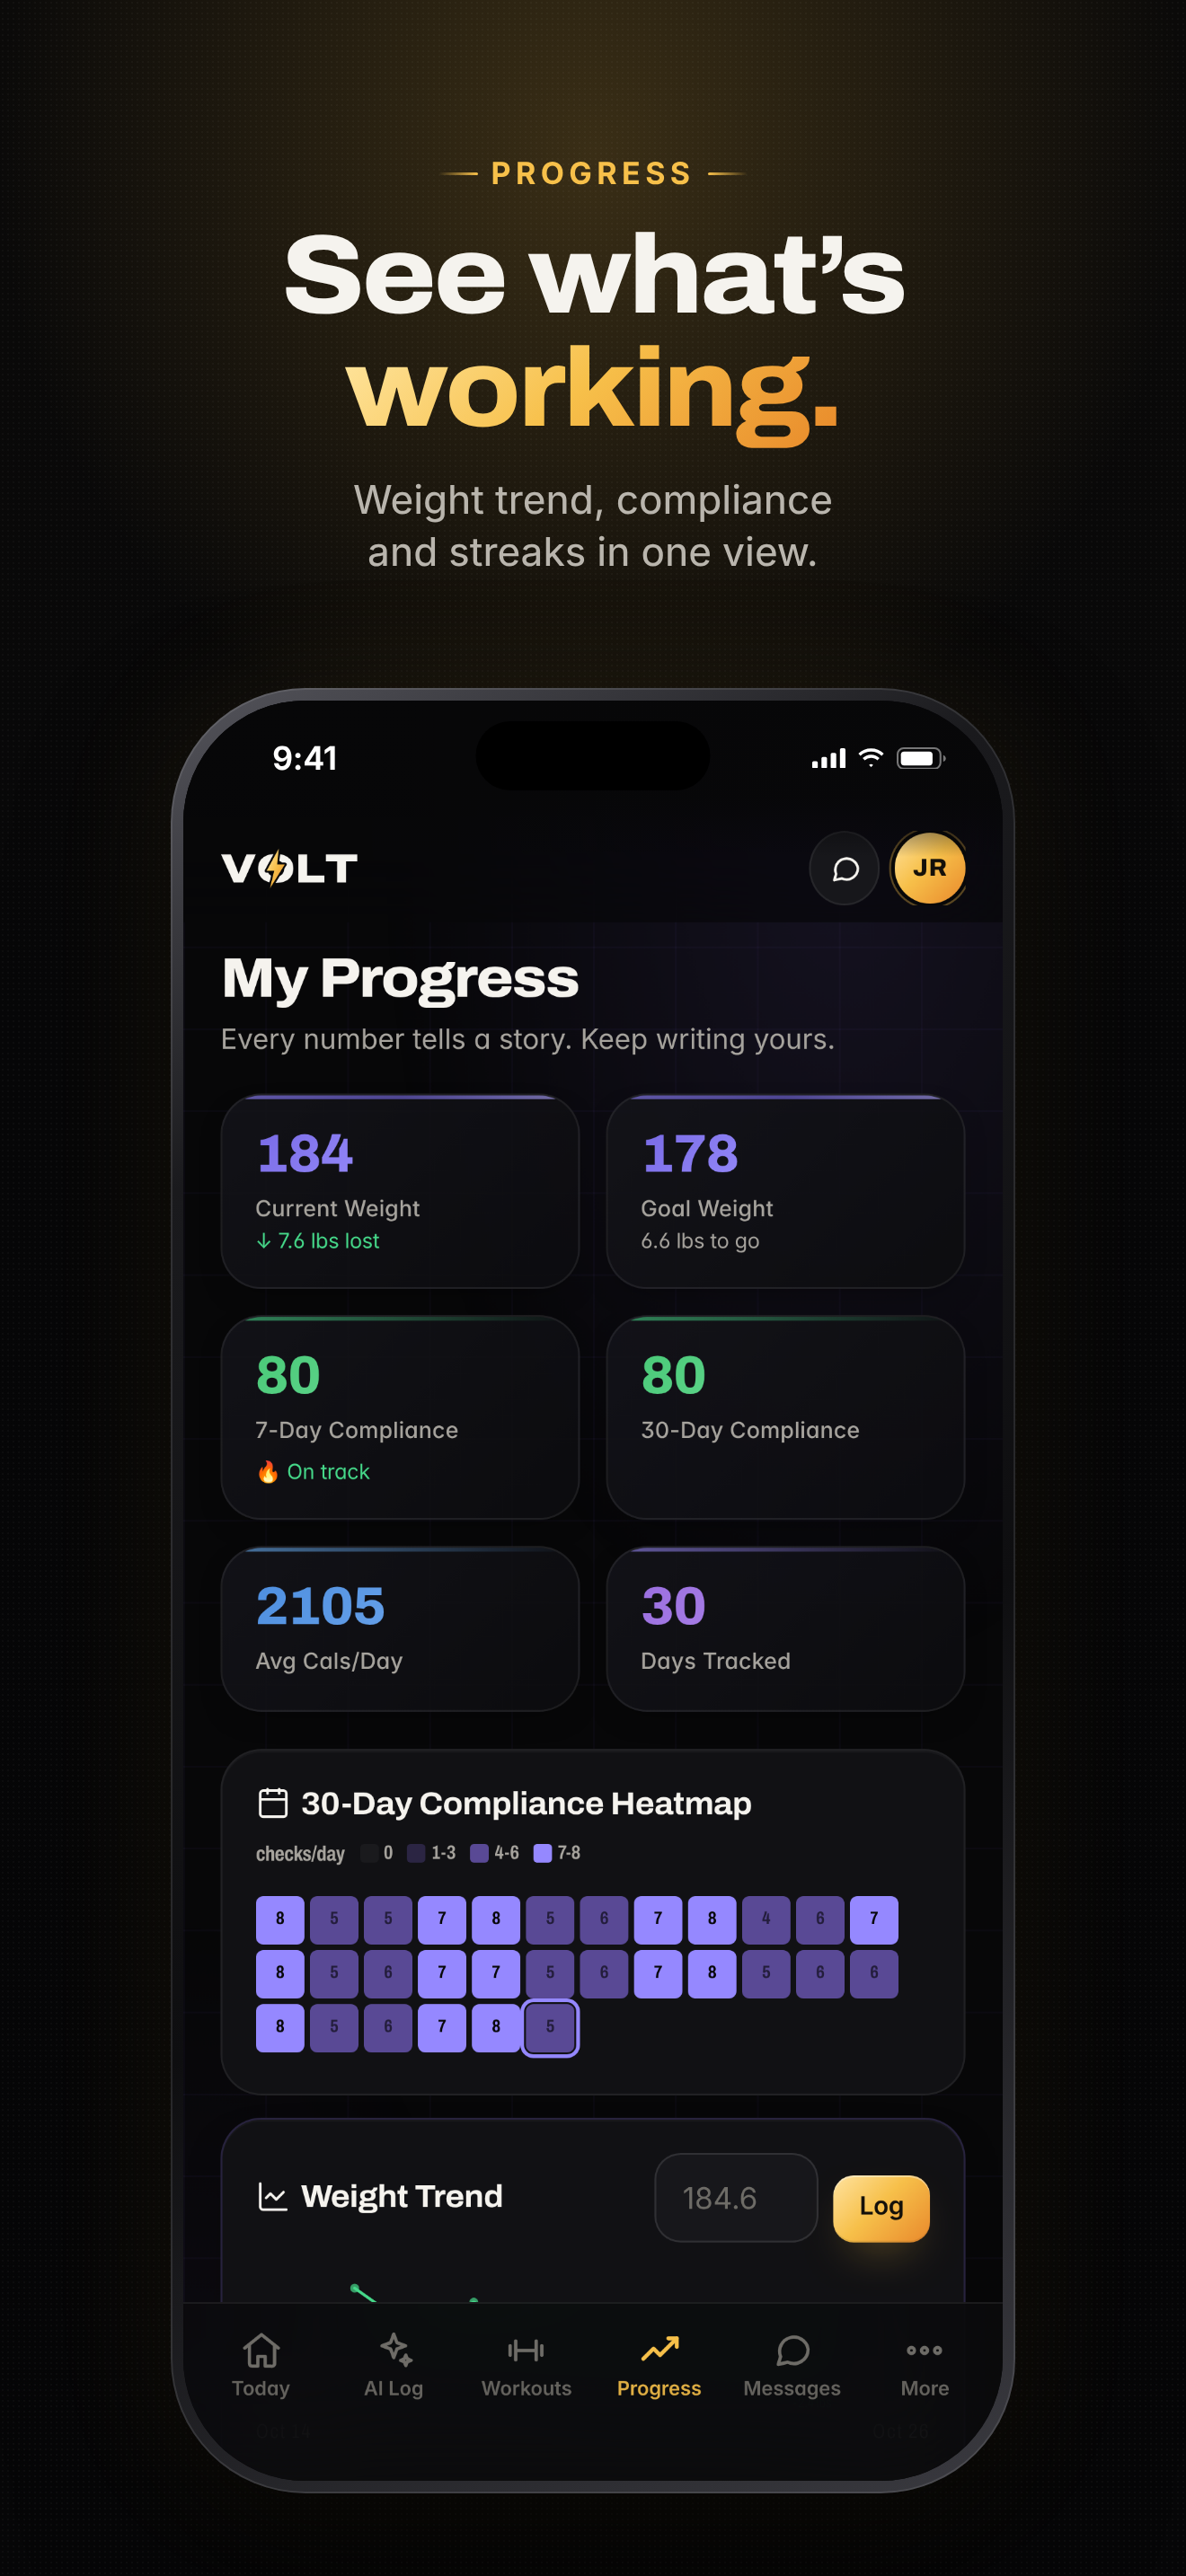 PROGRESS
See what’s
working.
Weight trend, compliance
and streaks in one view.
9:41
VOLT
JR
My Progress
Every number tells a story. Keep writing yours.
184
Current Weight
↓ 7.6 lbs lost
178
Goal Weight
6.6 lbs to go
80
7-Day Compliance
🔥 On track
80
30-Day Compliance
2105
Avg Cals/Day
30
Days Tracked
30-Day Compliance Heatmap
checks/day 0 1-3 4-6 7-8
8 5 5 7 8 5 6 7 8 4 6 7
8 5 6 7 7 5 6 7 8 5 6 6
8 5 6 7 8 5
Weight Trend
184.6
Log
Today AI Log Workouts Progress Messages More
Oct 26